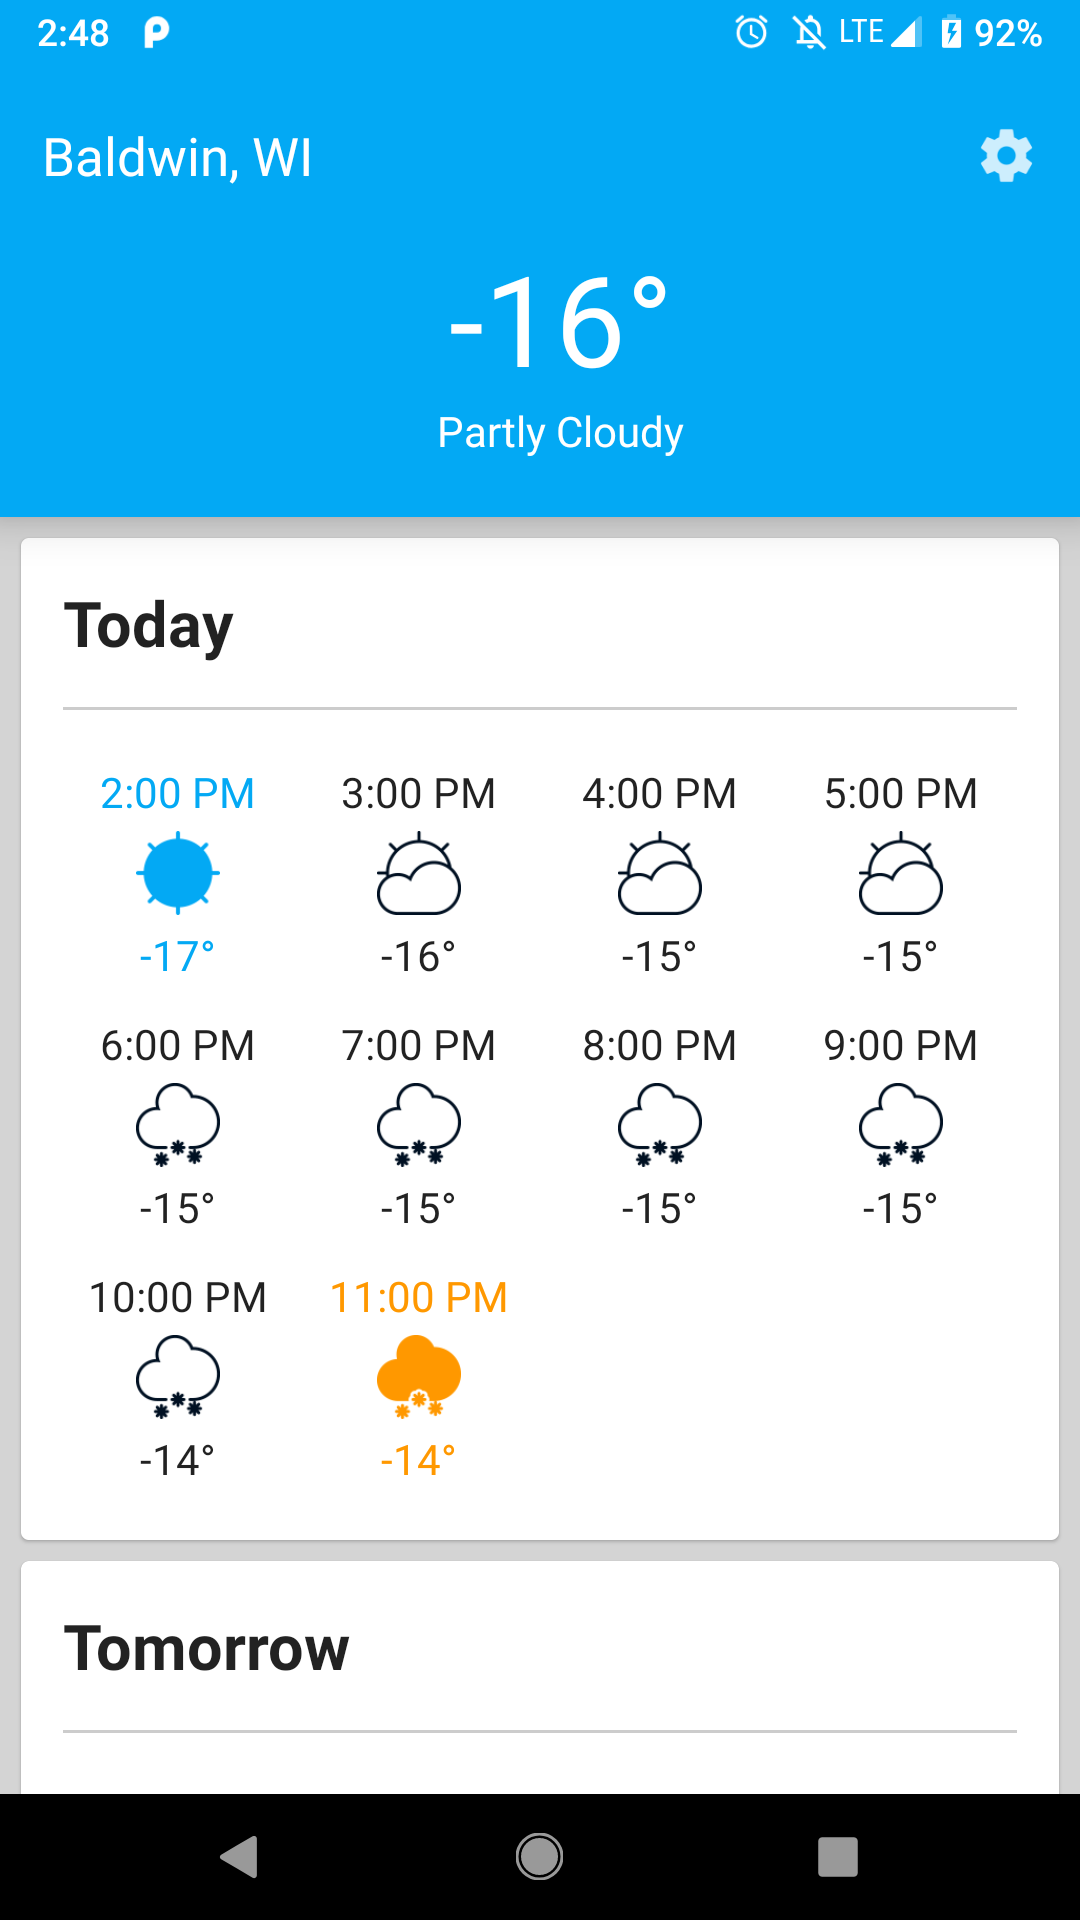 2:48 LTE 92%
Baldwin, WI
-16°
Partly Cloudy
Today
2:00 PM 3:00 PM 4:00 PM 5:00 PM
-17° -16° -15° -15°
6:00 PM 7:00 PM 8:00 PM 9:00 PM
-15° -15° -15° -15°
10:00 PM 11:00 PM
-14° -14°
Tomorrow